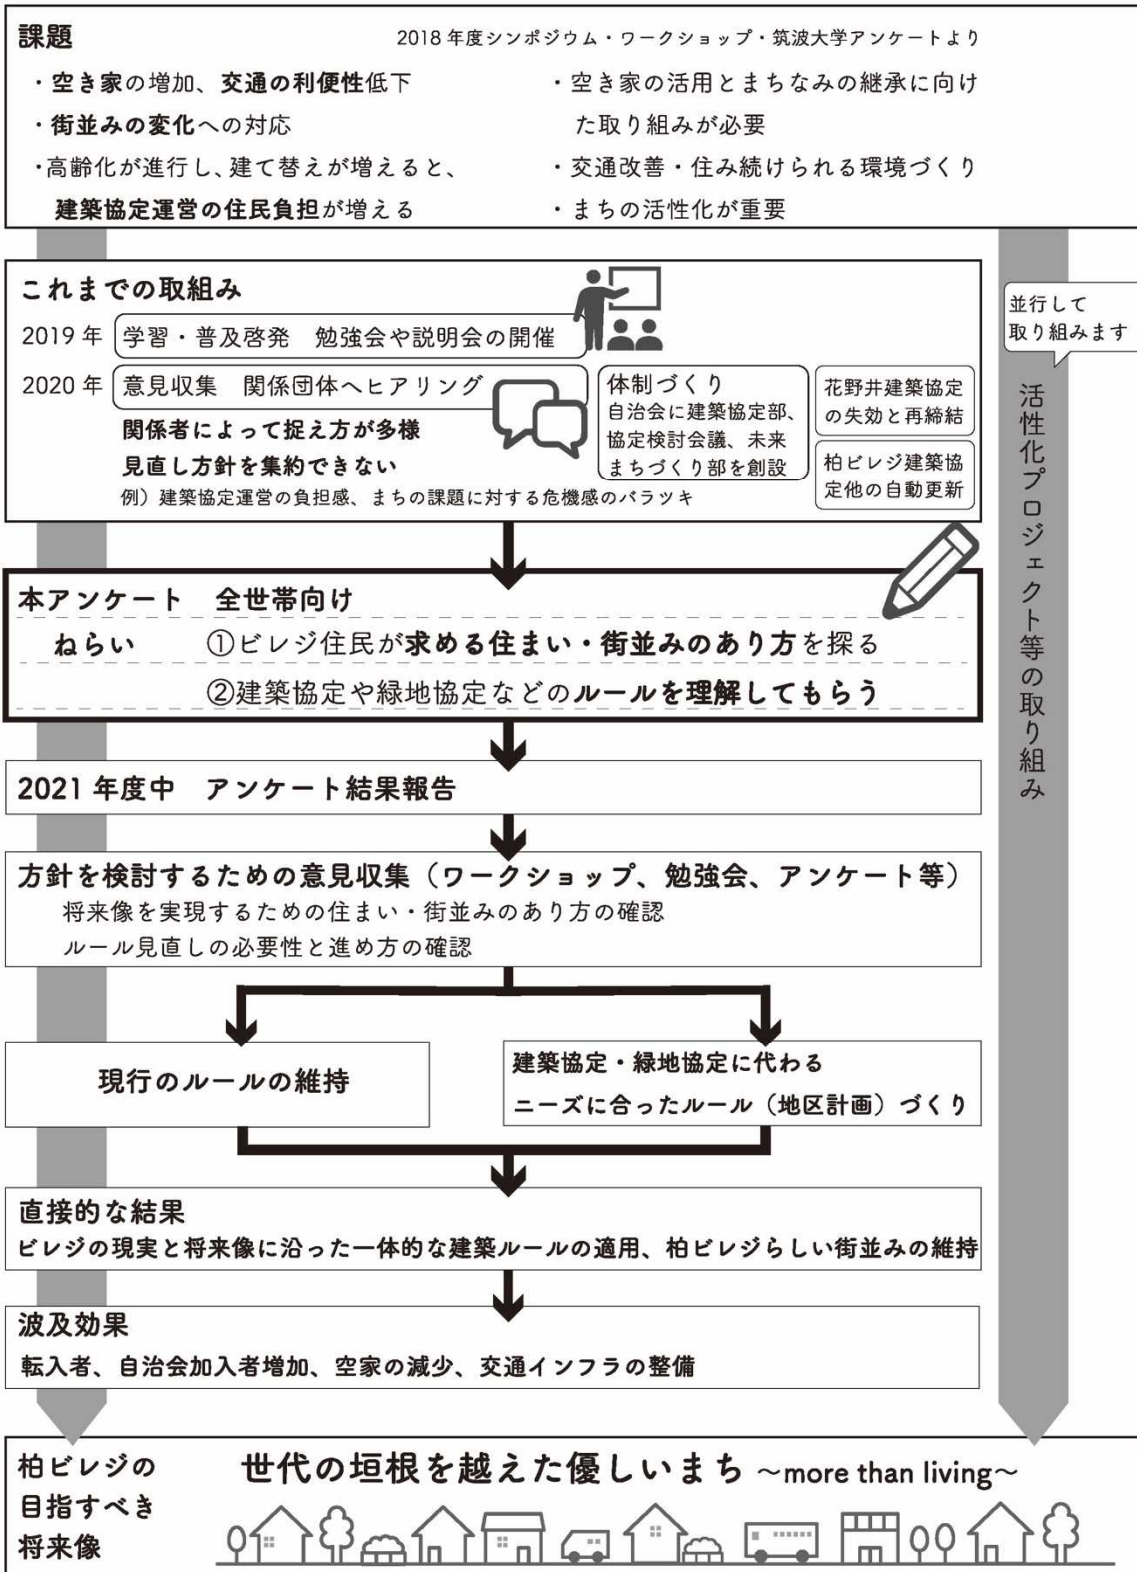 課題
2018年度シンポジウム・ワークショップ・筑波大学アンケートより
・空き家の増加、交通の利便性低下
・街並みの変化への対応
・高齢化が進行し、建て替えが増えると、
建築協定運営の住民負担が増える
・空き家の活用とまちなみの継承に向け
た取り組みが必要
・交通改善・住み続けられる環境づくり
・まちの活性化が重要
これまでの取組み
2019年 学習・普及啓発 勉強会や説明会の開催
2020年 意見収集 関係団体へヒアリング
関係者によって捉え方が多様
見直し方針を集約できない
例）建築協定運営の負担感、まちの課題に対する危機感のバラツキ
体制づくり
自治会に建築協定部、
協定検討会議、未来
まちづくり部を創設
花野井建築協定
の失効と再締結
柏ビレジ建築協
定他の自動更新
並行して
取り組みます
活性化プロジェクト等の取り組み
本アンケート 全世帯向け
ねらい ①ビレジ住民が求める住まい・街並みのあり方を探る
②建築協定や緑地協定などのルールを理解してもらう
2021年度中 アンケート結果報告
方針を検討するための意見収集（ワークショップ、勉強会、アンケート等）
将来像を実現するための住まい・街並みのあり方の確認
ルール見直しの必要性と進め方の確認
現行のルールの維持
建築協定・緑地協定に代わる
ニーズに合ったルール（地区計画）づくり
直接的な結果
ビレジの現実と将来像に沿った一体的な建築ルールの適用、柏ビレジらしい街並みの維持
波及効果
転入者、自治会加入者増加、空家の減少、交通インフラの整備
柏ビレジの
目指すべき
将来像
世代の垣根を越えた優しいまち ～more than living～